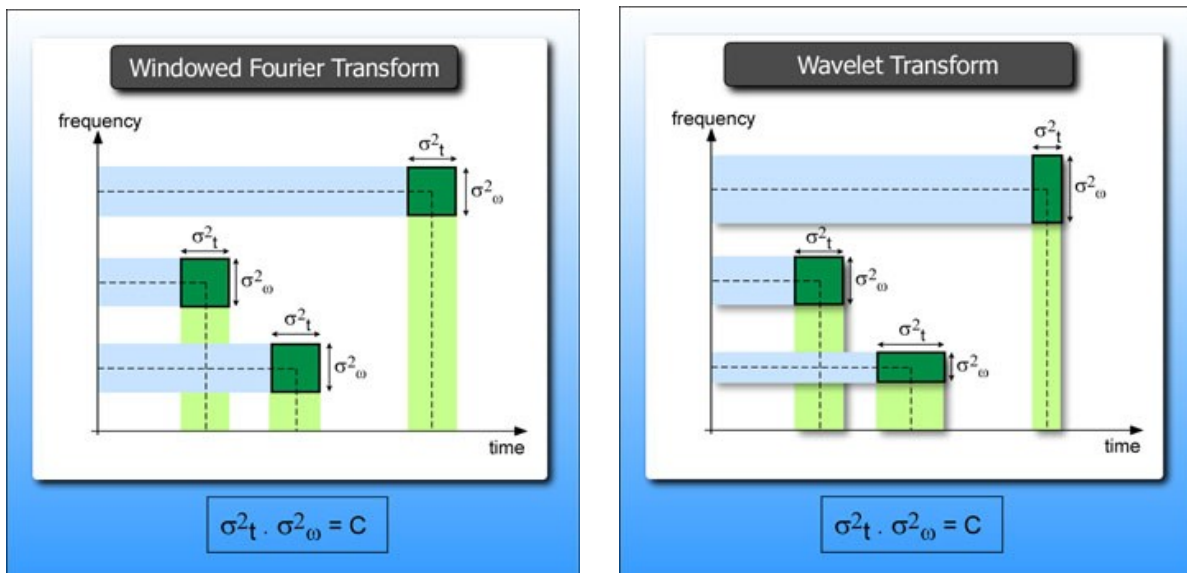 Windowed Fourier Transform
frequency
σ²t
σ²ω
σ²t
σ²ω
σ²t
σ²ω
time
σ²t . σ²ω = C
Wavelet Transform
frequency
σ²t
σ²ω
σ²t
σ²ω
σ²t
σ²ω
time
σ²t . σ²ω = C